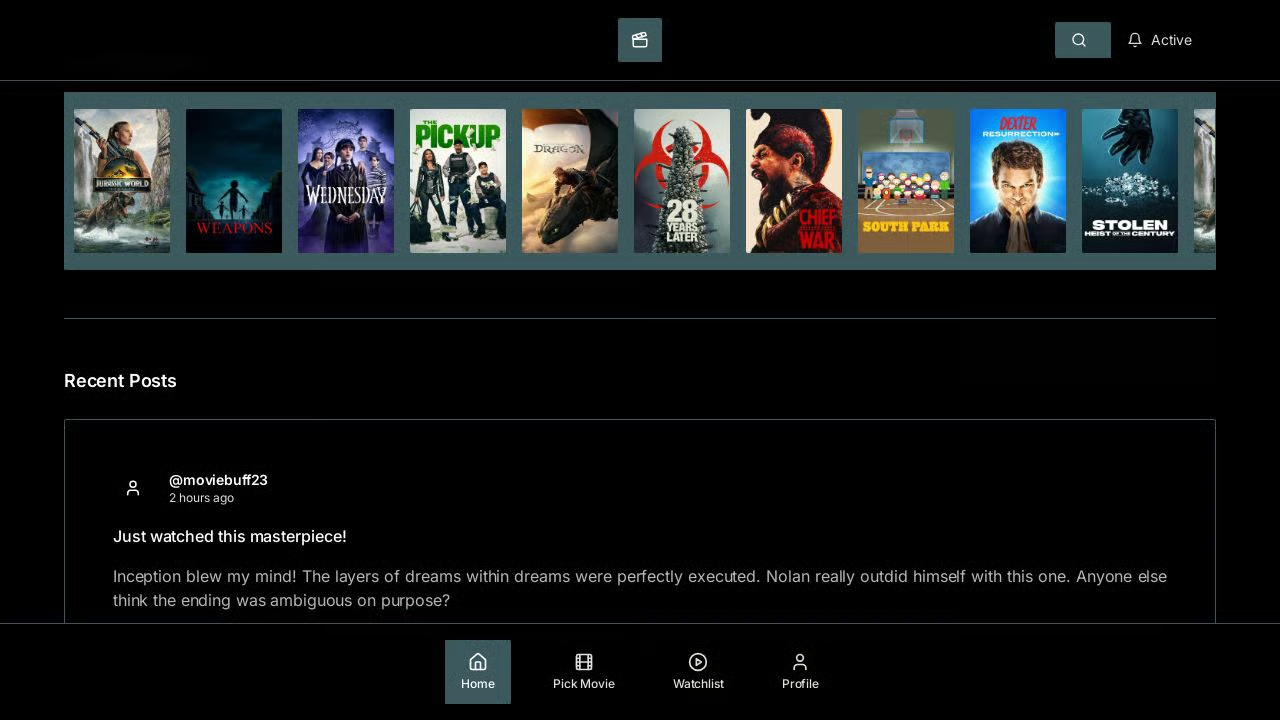 Active
JURASSIC WORLD
WEAPONS
WEDNESDAY
THE
PICKUP
DRAGON
28
YEARS
LATER
CHIEF
WAR
SOUTH PARK
DEXTER
RESURRECTION
STOLEN
HEIST OF THE CENTURY
Recent Posts
@moviebuff23
2 hours ago
Just watched this masterpiece!
Inception blew my mind! The layers of dreams within dreams were perfectly executed. Nolan really outdid himself with this one. Anyone else
think the ending was ambiguous on purpose?
Home
Pick Movie
Watchlist
Profile